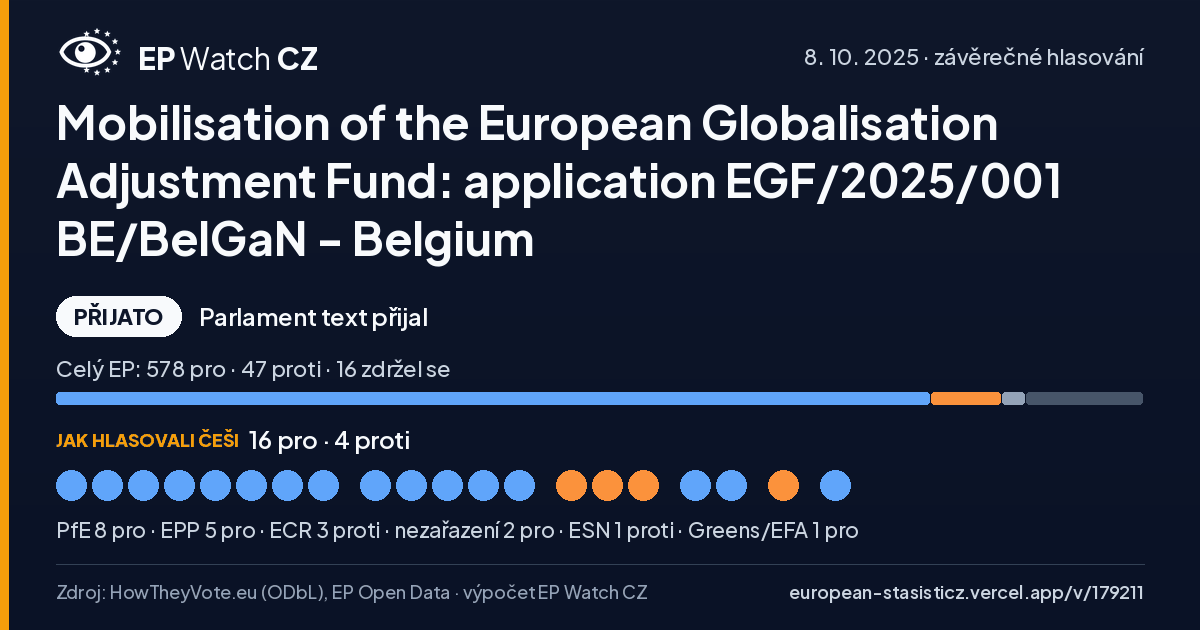 EP Watch CZ
8. 10. 2025 · závěrečné hlasování
Mobilisation of the European Globalisation
Adjustment Fund: application EGF/2025/001
BE/BelGaN – Belgium
PŘIJATO Parlament text přijal
Celý EP: 578 pro · 47 proti · 16 zdržel se
JAK HLASOVALI ČEŠI 16 pro · 4 proti
PfE 8 pro · EPP 5 pro · ECR 3 proti · nezařazení 2 pro · ESN 1 proti · Greens/EFA 1 pro
Zdroj: HowTheyVote.eu (ODbL), EP Open Data · výpočet EP Watch CZ
european-stasisticz.vercel.app/v/179211